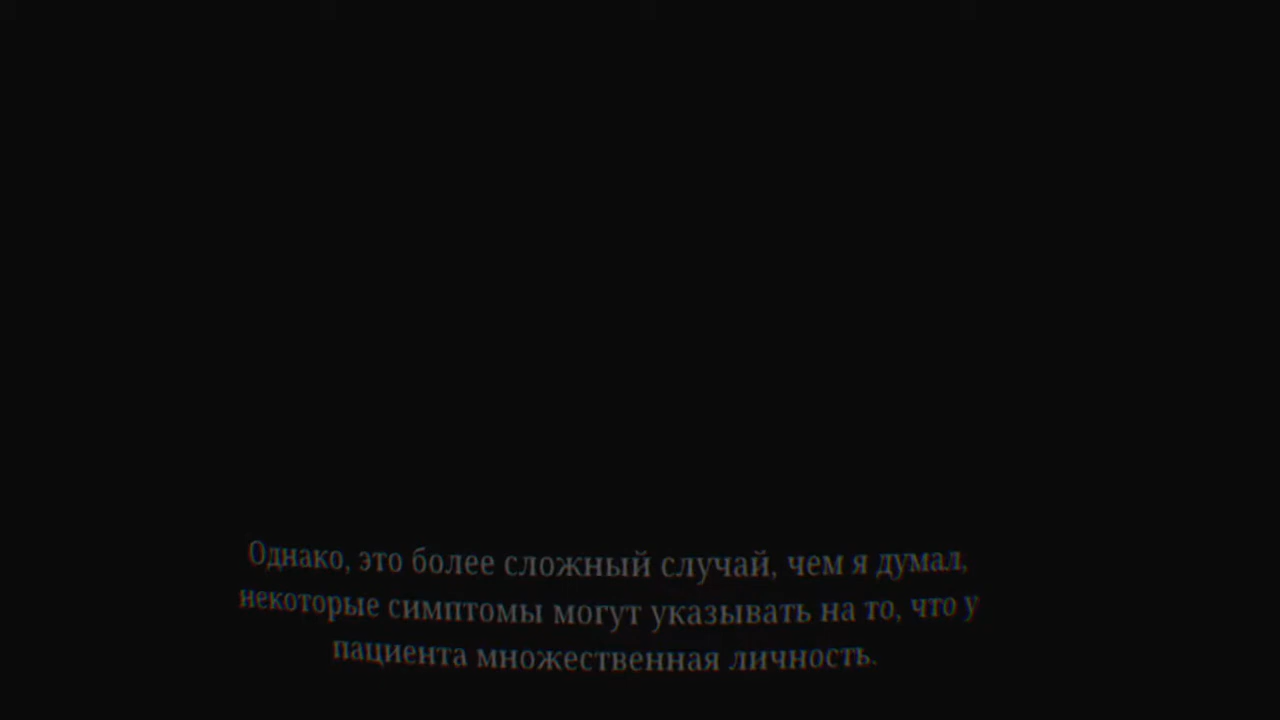 Однако, это более сложный случай, чем я думал,
некоторые симптомы могут указывать на то, что у
пациента множественная личность.